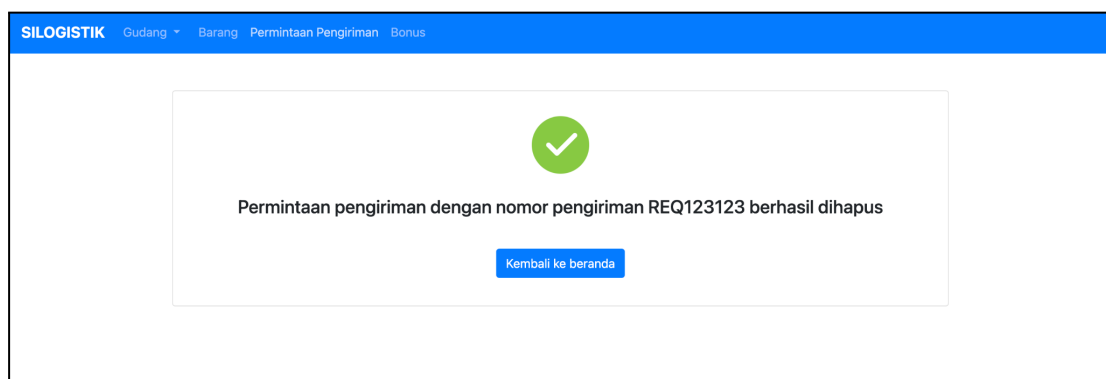 SILOGISTIK Gudang Barang Permintaan Pengiriman Bonus
Permintaan pengiriman dengan nomor pengiriman REQ123123 berhasil dihapus
Kembali ke beranda